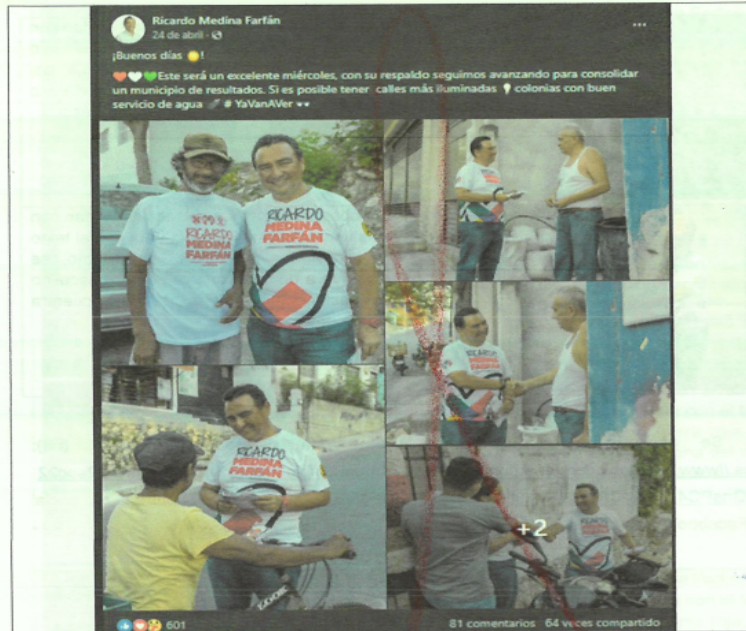 Ricardo Medina Farfán
24 de abril ·
¡Buenos días 🌞!
🧡🤍💚Este será un excelente miércoles, con su respaldo seguimos avanzando para consolidar
un municipio de resultados. Si es posible tener calles más iluminadas 💡 colonias con buen
servicio de agua 🚿 # YaVanAVer 👀
RICARDO
MEDINA
FARFÁN
RICARDO
MEDINA
FARFÁN
RICARDO
MEDINA
FARFÁN
RICARDO
MEDINA
FARFÁN
+2
601
81 comentarios 64 veces compartido